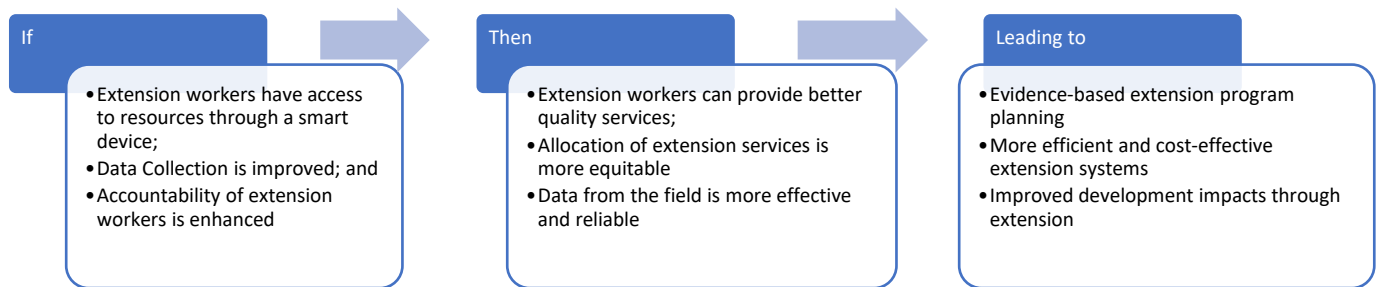 If
•Extension workers have access
to resources through a smart
device;
•Data Collection is improved; and
•Accountability of extension
workers is enhanced
Then
•Extension workers can provide better
quality services;
•Allocation of extension services is
more equitable
•Data from the field is more effective
and reliable
Leading to
•Evidence-based extension program
planning
•More efficient and cost-effective
extension systems
•Improved development impacts through
extension